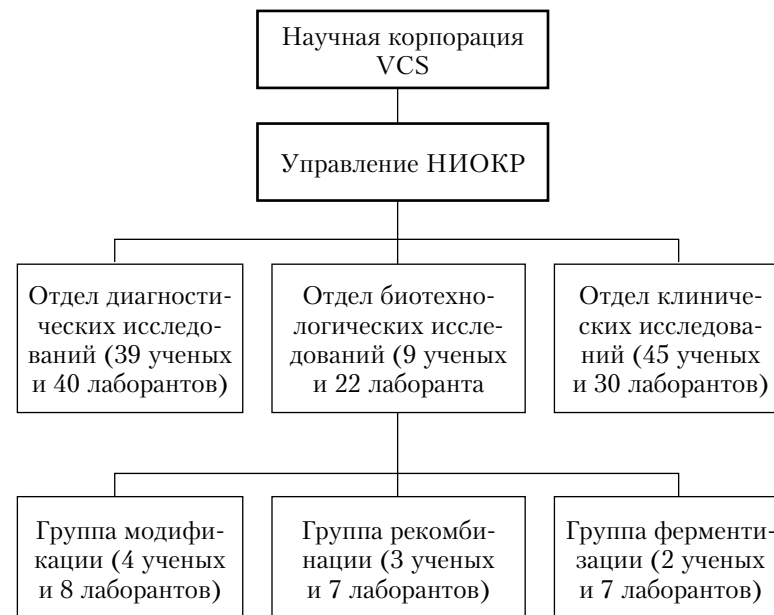 Научная корпорация
VCS
Управление НИОКР
Отдел диагности-
ческих исследо-
ваний (39 ученых
и 40 лаборантов)
Отдел биотехно-
логических иссле-
дований (9 ученых
и 22 лаборанта
Отдел клиниче-
ских исследова-
ний (45 ученых
и 30 лаборантов)
Группа модифи-
кации (4 ученых
и 8 лаборантов)
Группа рекомби-
нации (3 ученых
и 7 лаборантов)
Группа ферменти-
зации (2 ученых
и 7 лаборантов)